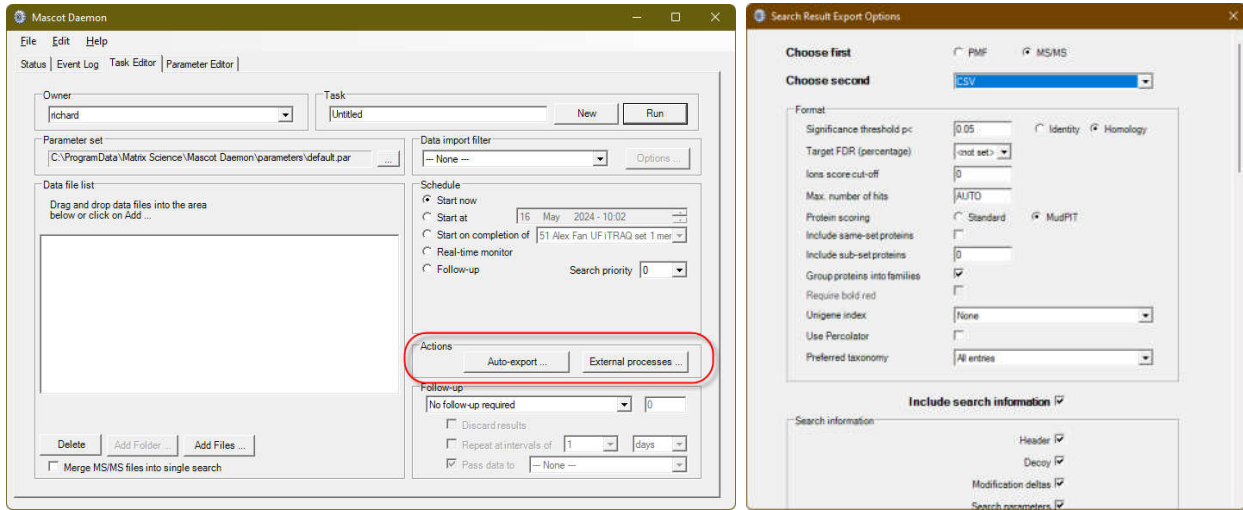 Mascot Daemon
File Edit Help
Status Event Log Task Editor Parameter Editor
Owner
richard
Task
Untitled
New
Run
Parameter set
C:\ProgramData\Matrix Science\Mascot Daemon\parameters\default.par
...
Data import filter
-- None --
Options ...
Data file list
Drag and drop data files into the area
below or click on Add ...
Delete
Add Folder ...
Add Files ...
Merge MS/MS files into single search
Schedule
Start now
Start at 16 May 2024 - 10:02
Start on completion of 51 Alex Fan UF iTRAQ set 1 mer
Real-time monitor
Follow-up
Search priority 0
Actions
Auto-export ...
External processes ...
Follow-up
No follow-up required
0
Discard results
Repeat at intervals of 1 days
Pass data to -- None --
Search Result Export Options
Choose first PMF MS/MS
Choose second CSV
Format
Significance threshold p< 0.05 Identity Homology
Target FDR (percentage) <not set>
Ions score cut-off 0
Max. number of hits AUTO
Protein scoring Standard MudPIT
Include same-set proteins
Include sub-set proteins 0
Group proteins into families
Require bold red
Unigene index None
Use Percolator
Preferred taxonomy All entries
Include search information
Search information
Header
Decoy
Modification deltas
Search parameters